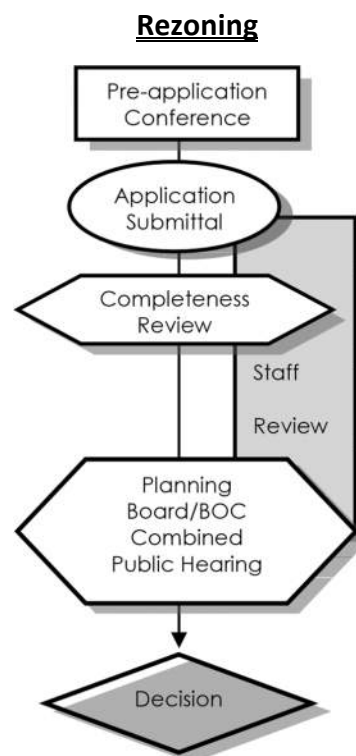 Rezoning
Pre-application
Conference
Application
Submittal
Completeness
Review
Staff
Review
Planning
Board/BOC
Combined
Public Hearing
Decision